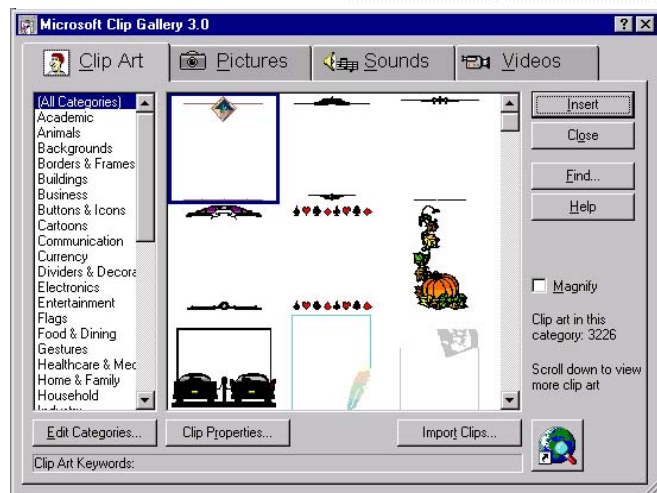 Microsoft Clip Gallery 3.0
Clip Art
Pictures
Sounds
Videos
(All Categories)
Academic
Animals
Backgrounds
Borders & Frames
Buildings
Business
Buttons & Icons
Cartoons
Communication
Currency
Dividers & Decora
Electronics
Entertainment
Flags
Food & Dining
Gestures
Healthcare & Med
Home & Family
Household
Insert
Close
Find...
Help
Magnify
Clip art in this
category: 3226
Scroll down to view
more clip art
Edit Categories...
Clip Properties...
Import Clips...
Clip Art Keywords: